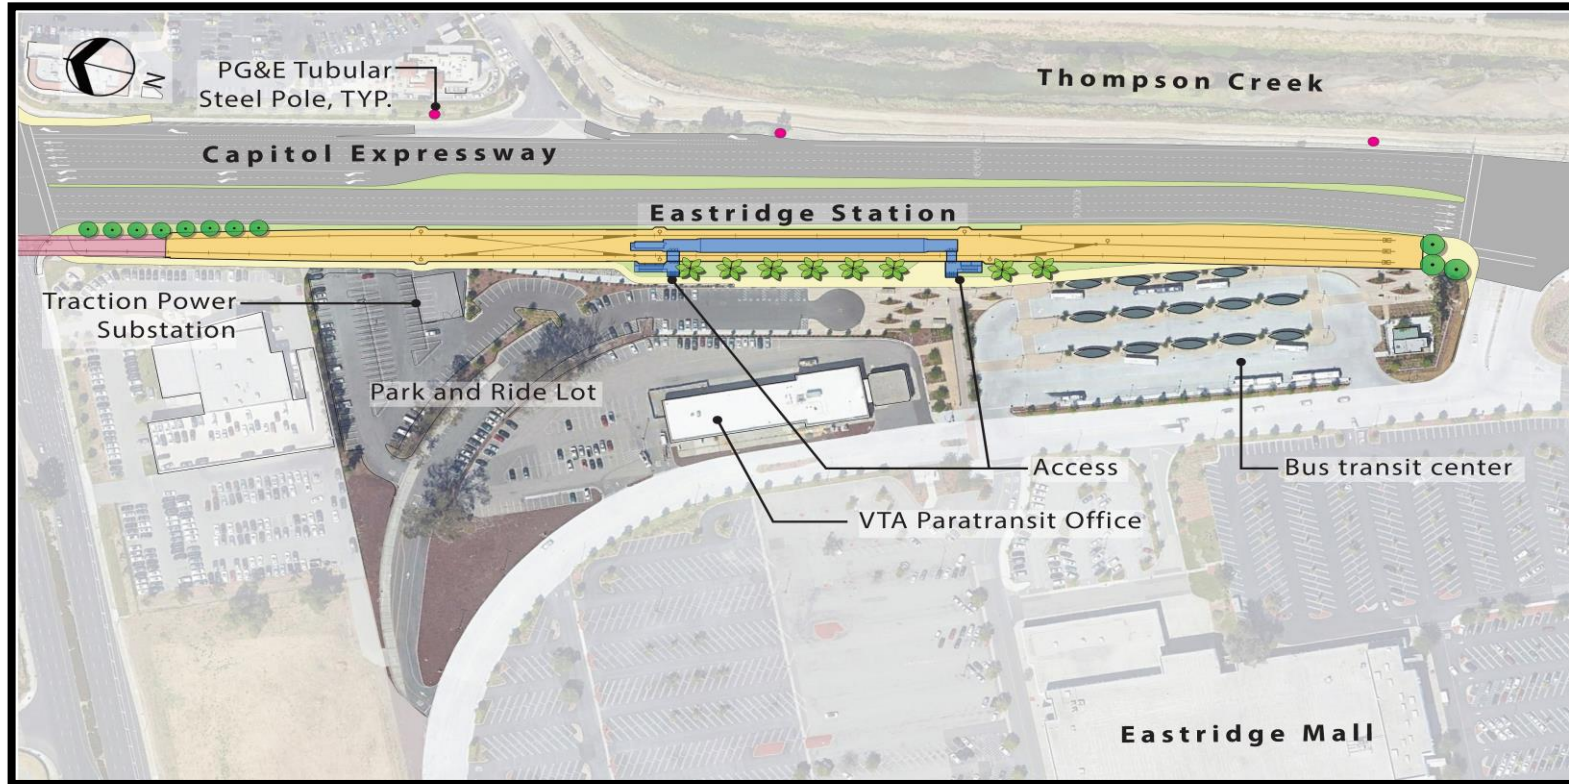 N
PG&E Tubular
Steel Pole, TYP.
Thompson Creek
Capitol Expressway
Eastridge Station
Traction Power
Substation
Park and Ride Lot
Access
Bus transit center
VTA Paratransit Office
Eastridge Mall